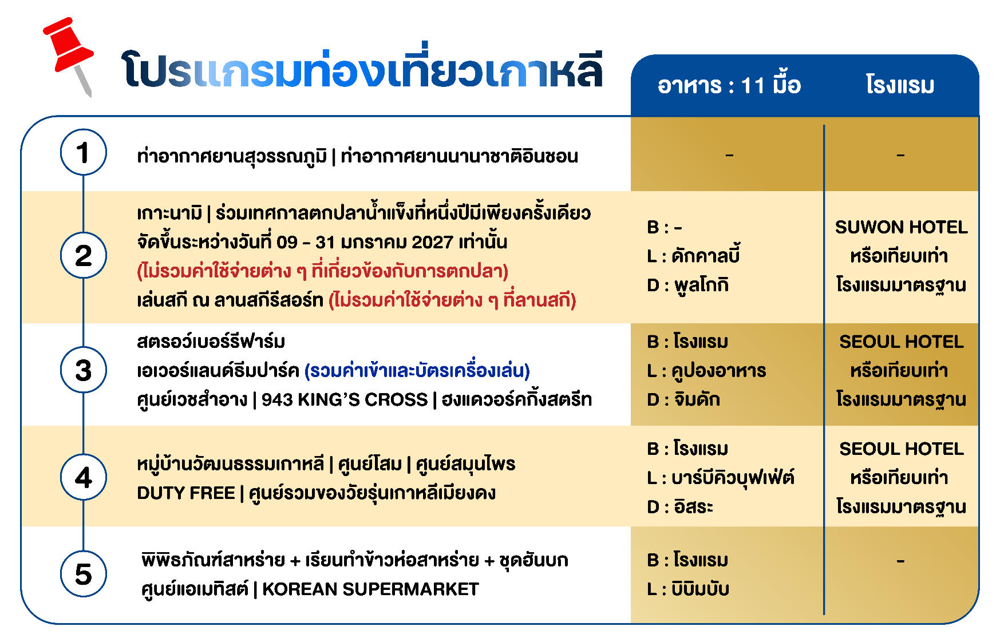 โปรแกรมท่องเที่ยวเกาหลี
อาหาร : 11 มื้อ
โรงแรม
1
ท่าอากาศยานสุวรรณภูมิ | ท่าอากาศยานนานาชาติอินชอน
-
-
2
เกาะนามิ | ร่วมเทศกาลตกปลาน้ำแข็งที่หนึ่งปีมีเพียงครั้งเดียว
จัดขึ้นระหว่างวันที่ 09 - 31 มกราคม 2027 เท่านั้น
(ไม่รวมค่าใช้จ่ายต่าง ๆ ที่เกี่ยวข้องกับการตกปลา)
เล่นสกี ณ ลานสกีรีสอร์ท (ไม่รวมค่าใช้จ่ายต่าง ๆ ที่ลานสกี)
B : -
L : ดักคาลบี้
D : พูลโกกิ
SUWON HOTEL
หรือเทียบเท่า
โรงแรมมาตรฐาน
3
สตรอว์เบอร์รีฟาร์ม
เอเวอร์แลนด์ธีมปาร์ค (รวมค่าเข้าและบัตรเครื่องเล่น)
ศูนย์เวชสำอาง | 943 KING'S CROSS | ฮงแดวอร์คกิ้งสตรีท
B : โรงแรม
L : คูปองอาหาร
D : จิมดัก
SEOUL HOTEL
หรือเทียบเท่า
โรงแรมมาตรฐาน
4
หมู่บ้านวัฒนธรรมเกาหลี | ศูนย์โสม | ศูนย์สมุนไพร
DUTY FREE | ศูนย์รวมของวัยรุ่นเกาหลีเมียงดง
B : โรงแรม
L : บาร์บีคิวบุฟเฟ่ต์
D : อิสระ
SEOUL HOTEL
หรือเทียบเท่า
โรงแรมมาตรฐาน
5
พิพิธภัณฑ์สาหร่าย + เรียนทำข้าวห่อสาหร่าย + ชุดฮันบก
ศูนย์แอเมทิสต์ | KOREAN SUPERMARKET
B : โรงแรม
L : บิบิมบับ
-